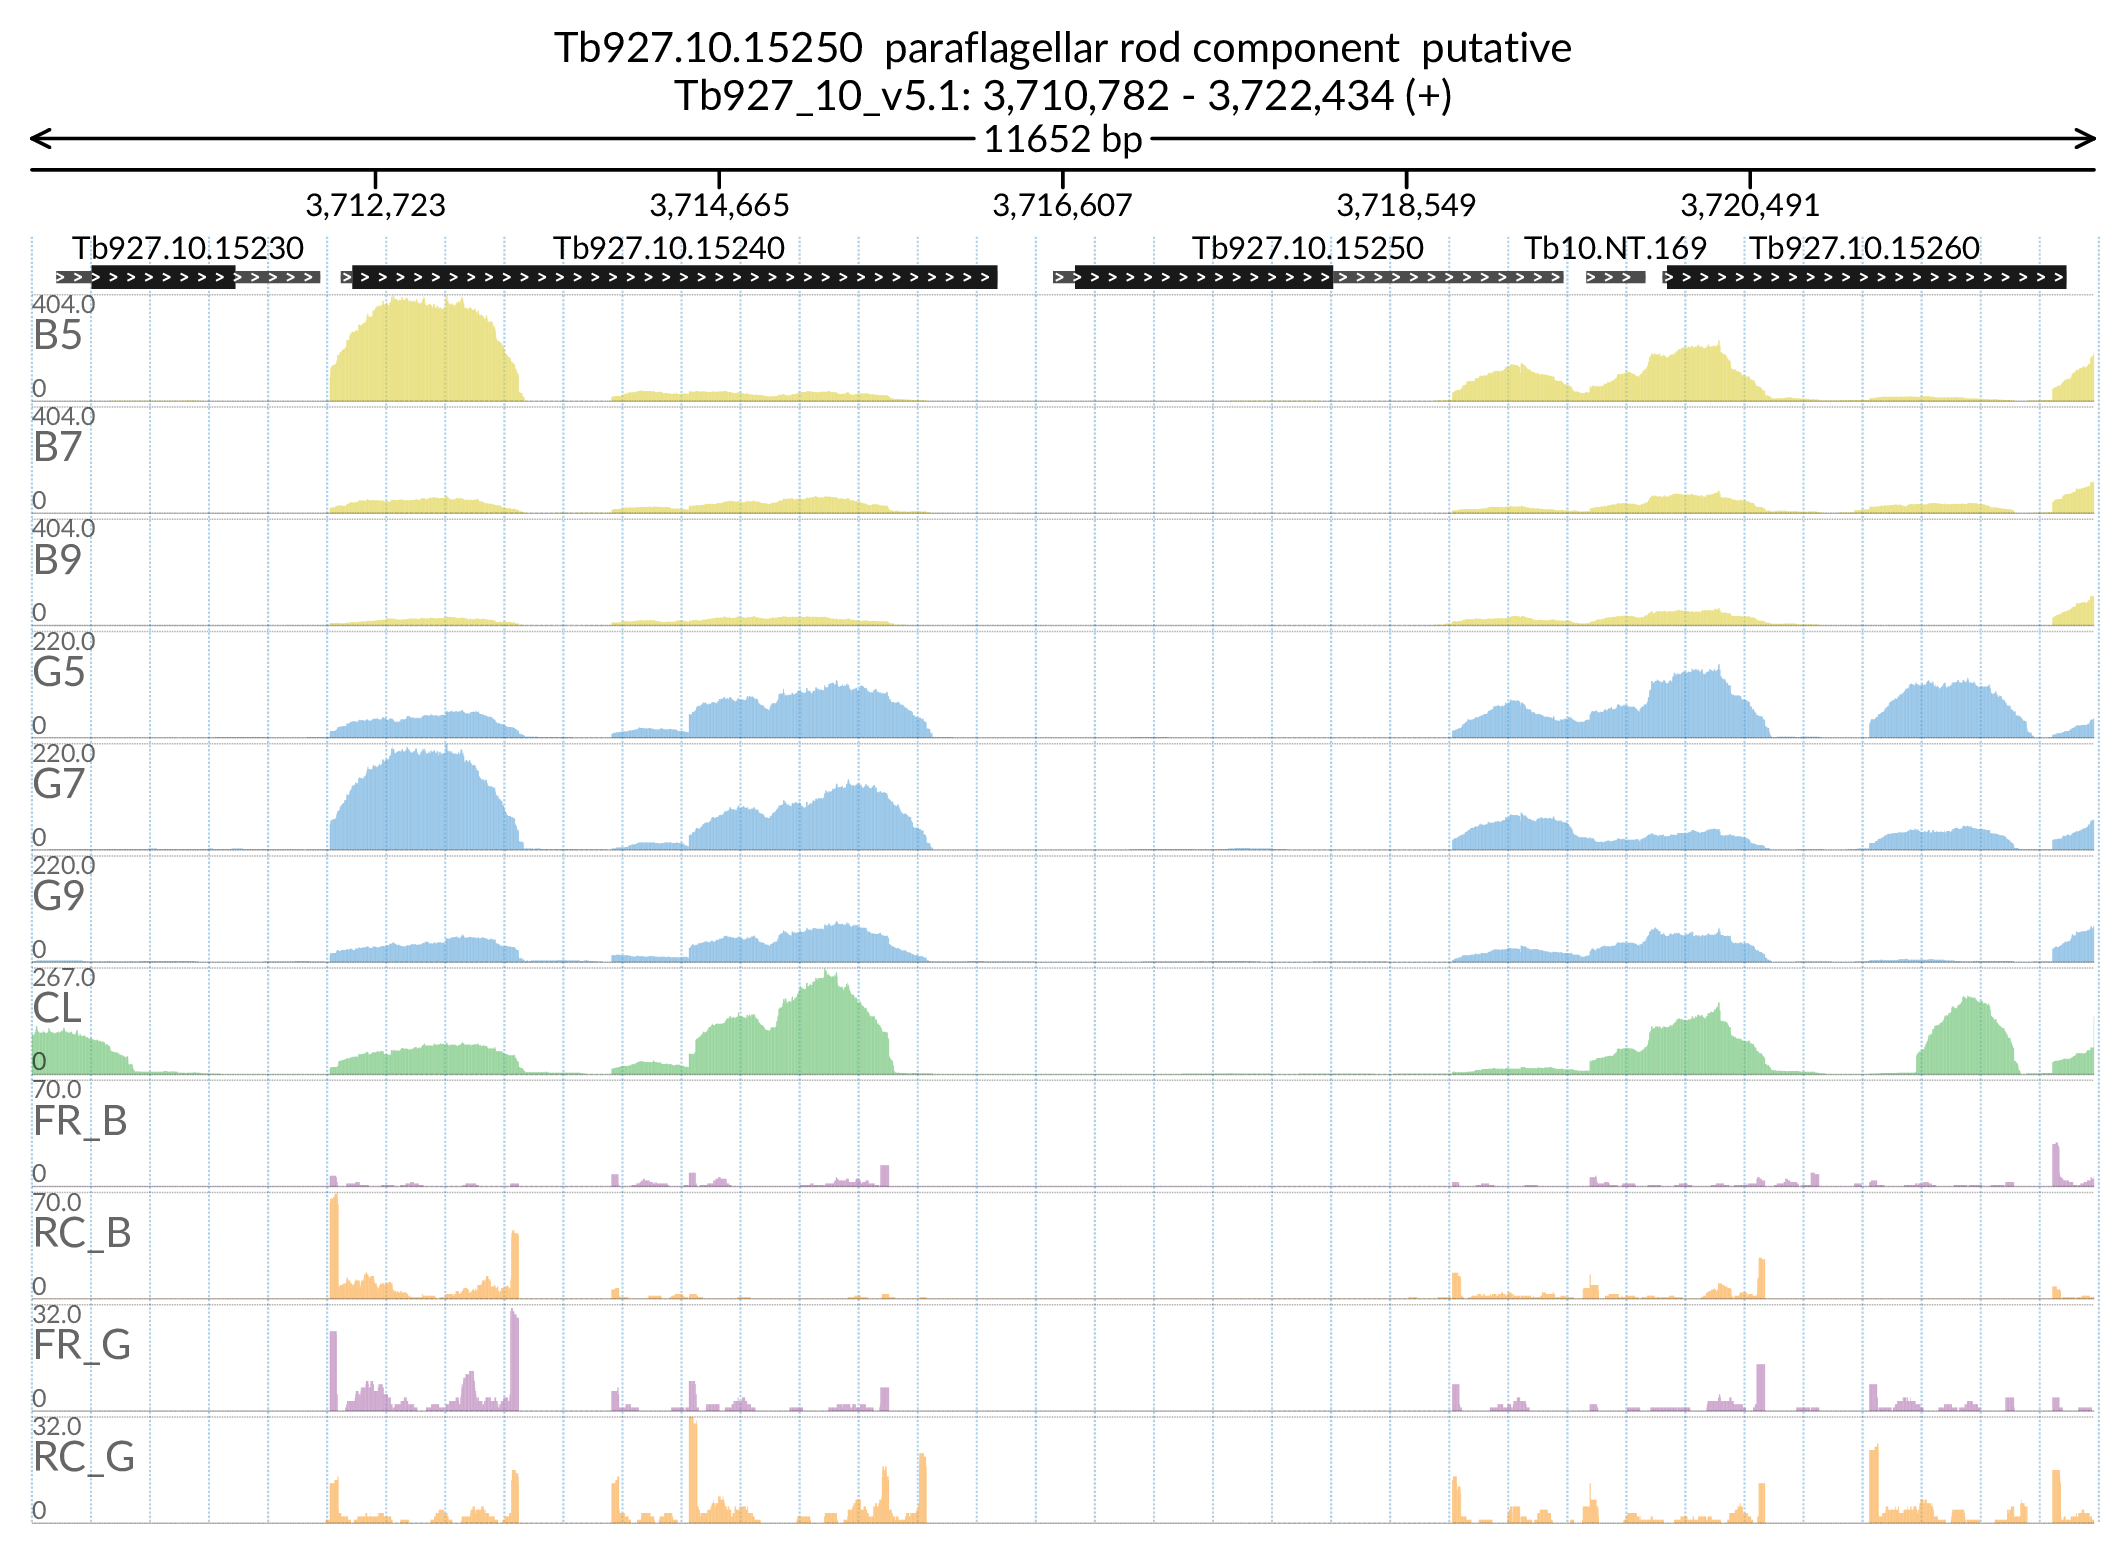 Tb927.10.15250 paraflagellar rod component putative
Tb927_10_v5.1: 3,710,782 - 3,722,434 (+)
11652 bp
3,712,723 3,714,665 3,716,607 3,718,549 3,720,491
Tb927.10.15230 Tb927.10.15240 Tb927.10.15250 Tb10.NT.169 Tb927.10.15260
404.0
B5
0
404.0
B7
0
404.0
B9
0
220.0
G5
0
220.0
G7
0
220.0
G9
0
267.0
CL
0
70.0
FR_B
0
70.0
RC_B
0
32.0
FR_G
0
32.0
RC_G
0